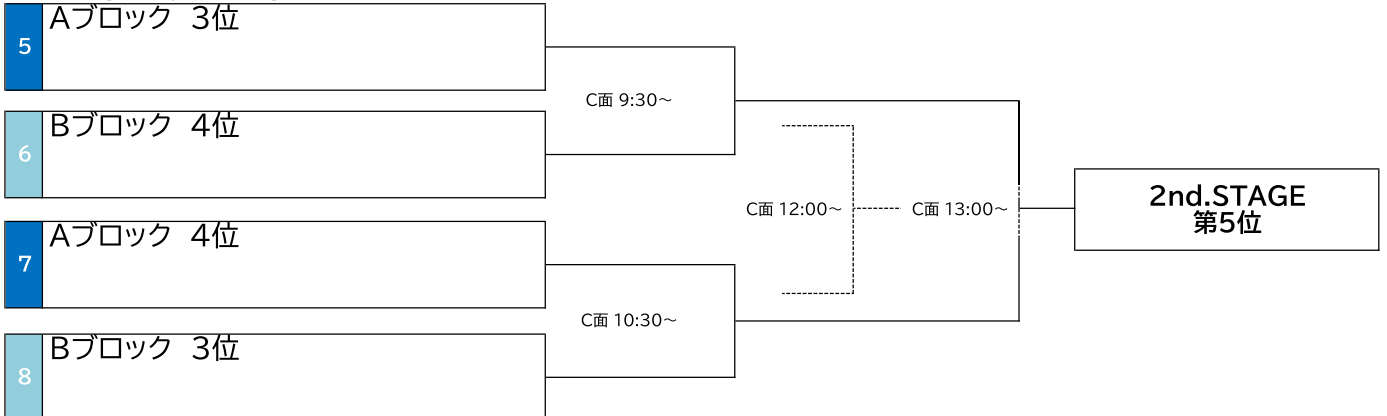 5
Aブロック 3位
6
Bブロック 4位
7
Aブロック 4位
8
Bブロック 3位
C面 9:30～
C面 10:30～
C面 12:00～
C面 13:00～
2nd.STAGE
第5位